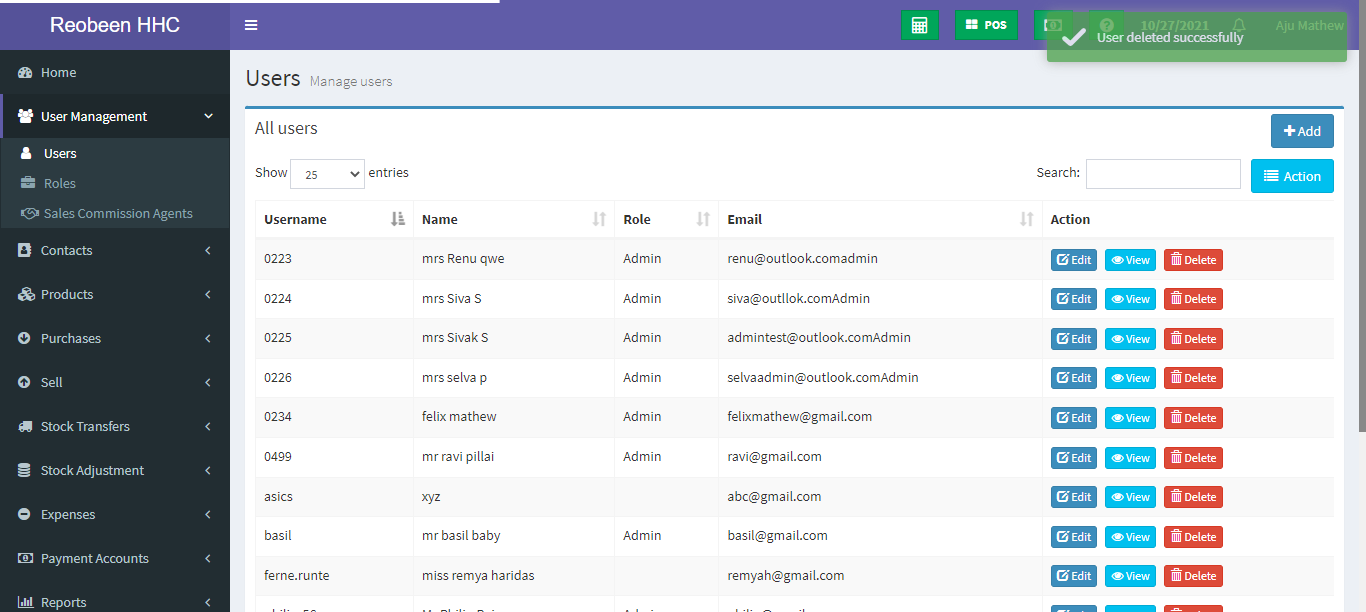 Reobeen HHC
POS
10/27/2021
Aju Mathew
User deleted successfully
Home
User Management
Users
Roles
Sales Commission Agents
Contacts
Products
Purchases
Sell
Stock Transfers
Stock Adjustment
Expenses
Payment Accounts
Reports
Users Manage users
All users
Add
Show 25 entries
Search:
Action
Username Name Role Email Action
0223 mrs Renu qwe Admin renu@outlook.comadmin Edit View Delete
0224 mrs Siva S Admin siva@outllok.comAdmin Edit View Delete
0225 mrs Sivak S Admin admintest@outlook.comAdmin Edit View Delete
0226 mrs selva p Admin selvaadmin@outlook.comAdmin Edit View Delete
0234 felix mathew Admin felixmathew@gmail.com Edit View Delete
0499 mr ravi pillai Admin ravi@gmail.com Edit View Delete
asics xyz abc@gmail.com Edit View Delete
basil mr basil baby Admin basil@gmail.com Edit View Delete
ferne.runte miss remya haridas remyah@gmail.com Edit View Delete